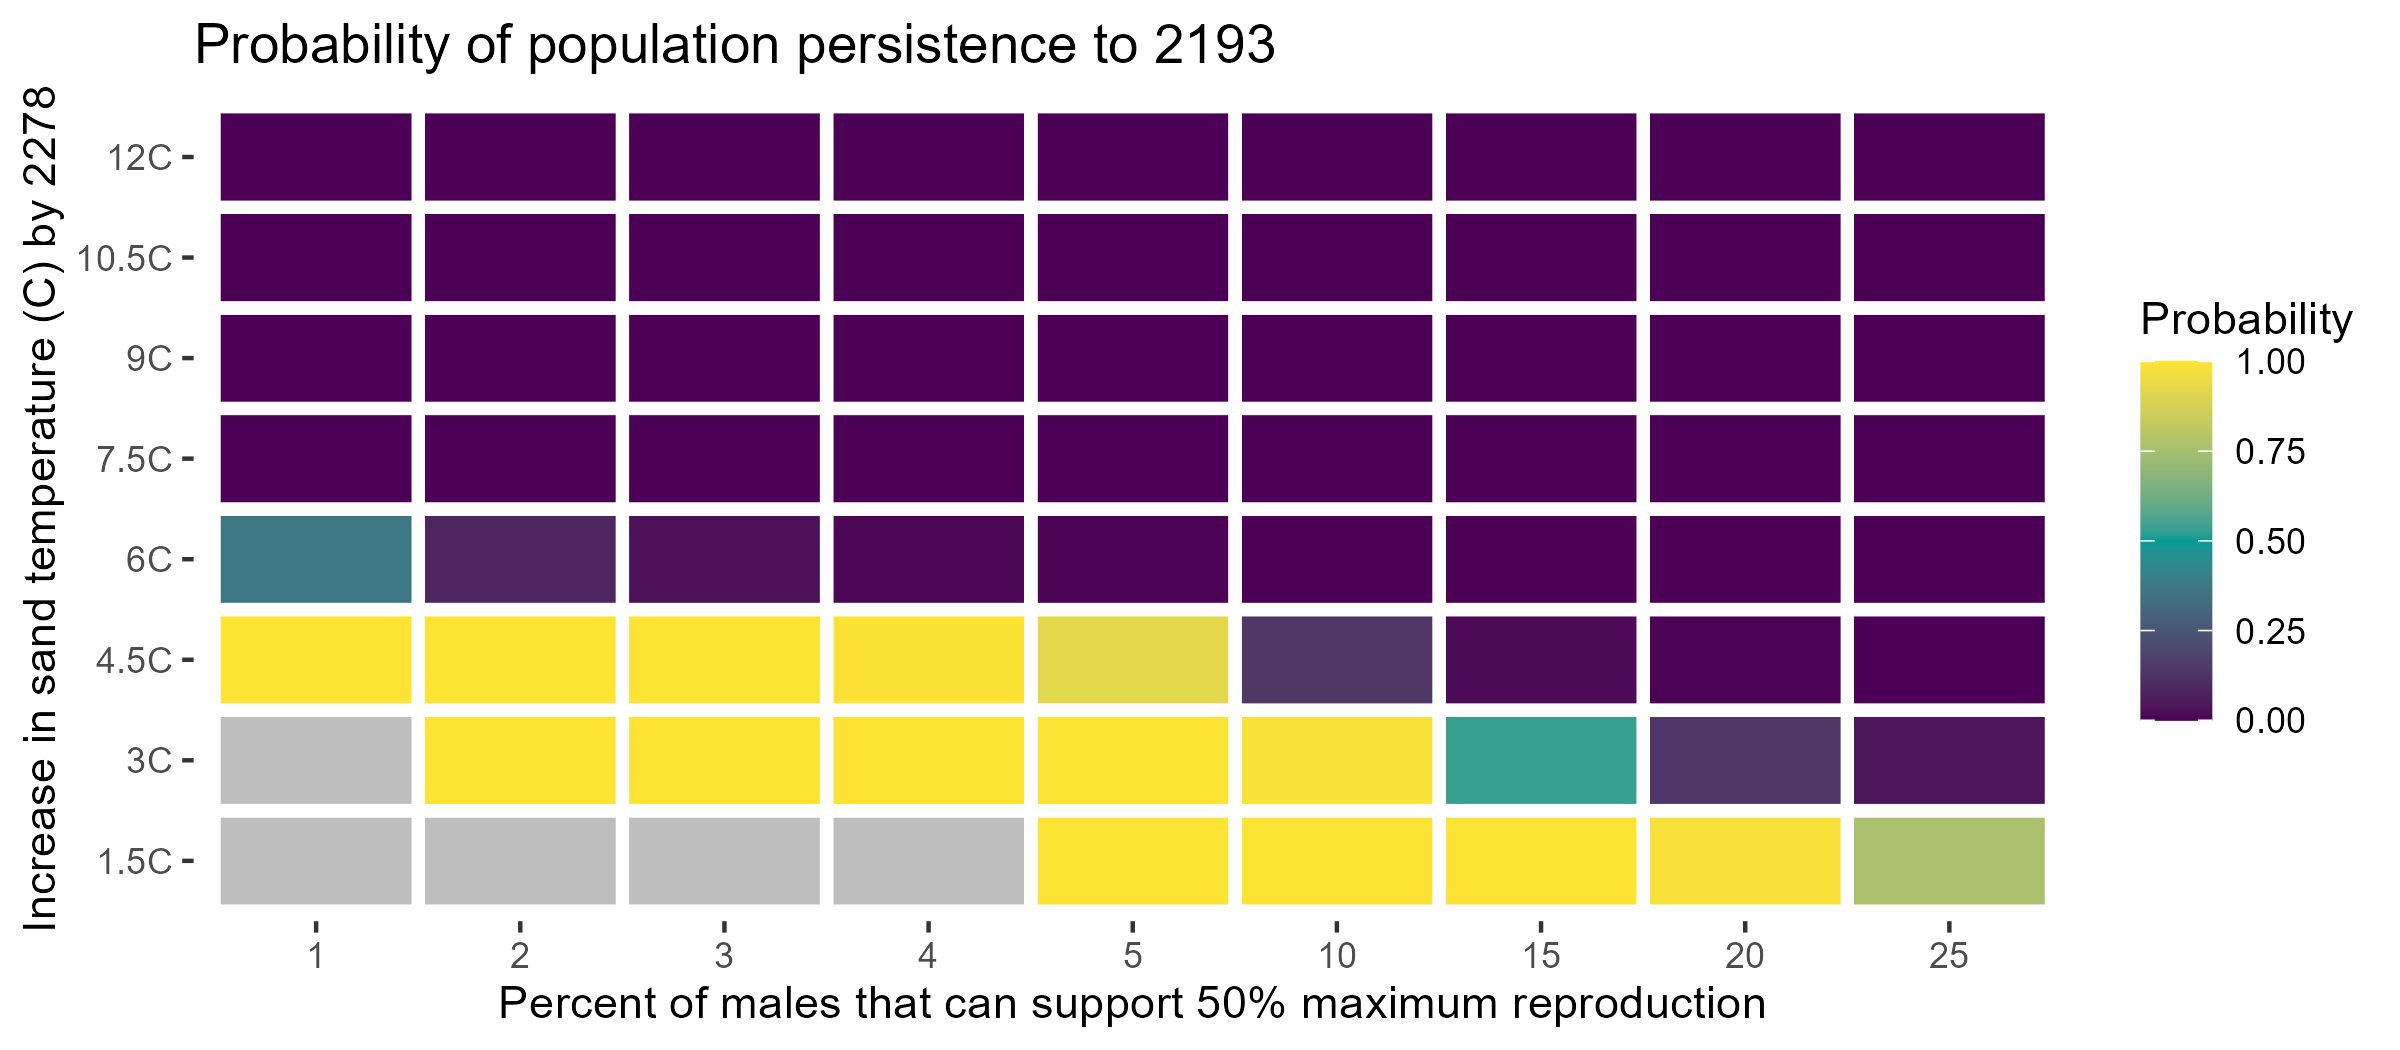 Probability of population persistence to 2193
Increase in sand temperature (C) by 2278
12C
10.5C
9C
7.5C
6C
4.5C
3C
1.5C
1 2 3 4 5 10 15 20 25
Percent of males that can support 50% maximum reproduction
Probability
1.00
0.75
0.50
0.25
0.00